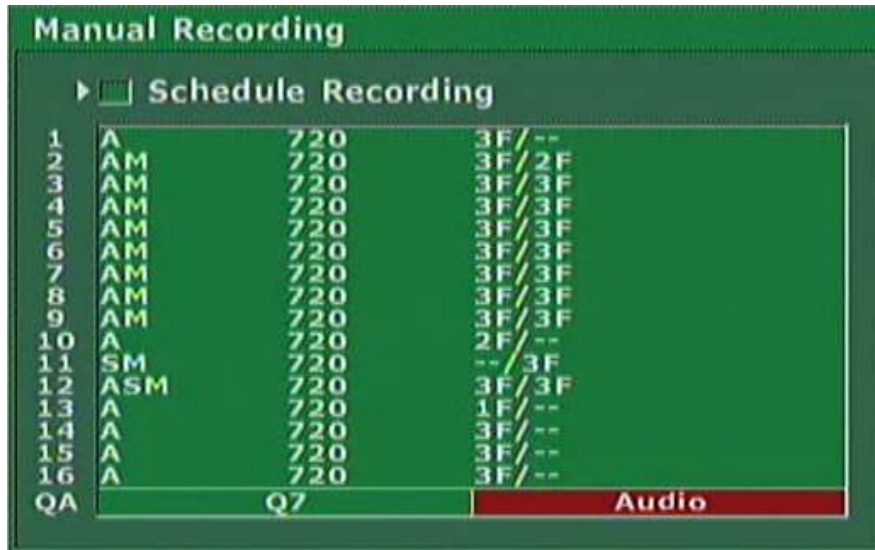 Manual Recording
Schedule Recording
1 A 720 3F/--
2 AM 720 3F/2F
3 AM 720 3F/3F
4 AM 720 3F/3F
5 AM 720 3F/3F
6 AM 720 3F/3F
7 AM 720 3F/3F
8 AM 720 3F/3F
9 AM 720 3F/3F
10 A 720 2F/--
11 SM 720 --/3F
12 ASM 720 3F/3F
13 A 720 1F/--
14 A 720 3F/--
15 A 720 3F/--
16 A 720 3F/--
QA Q7 Audio